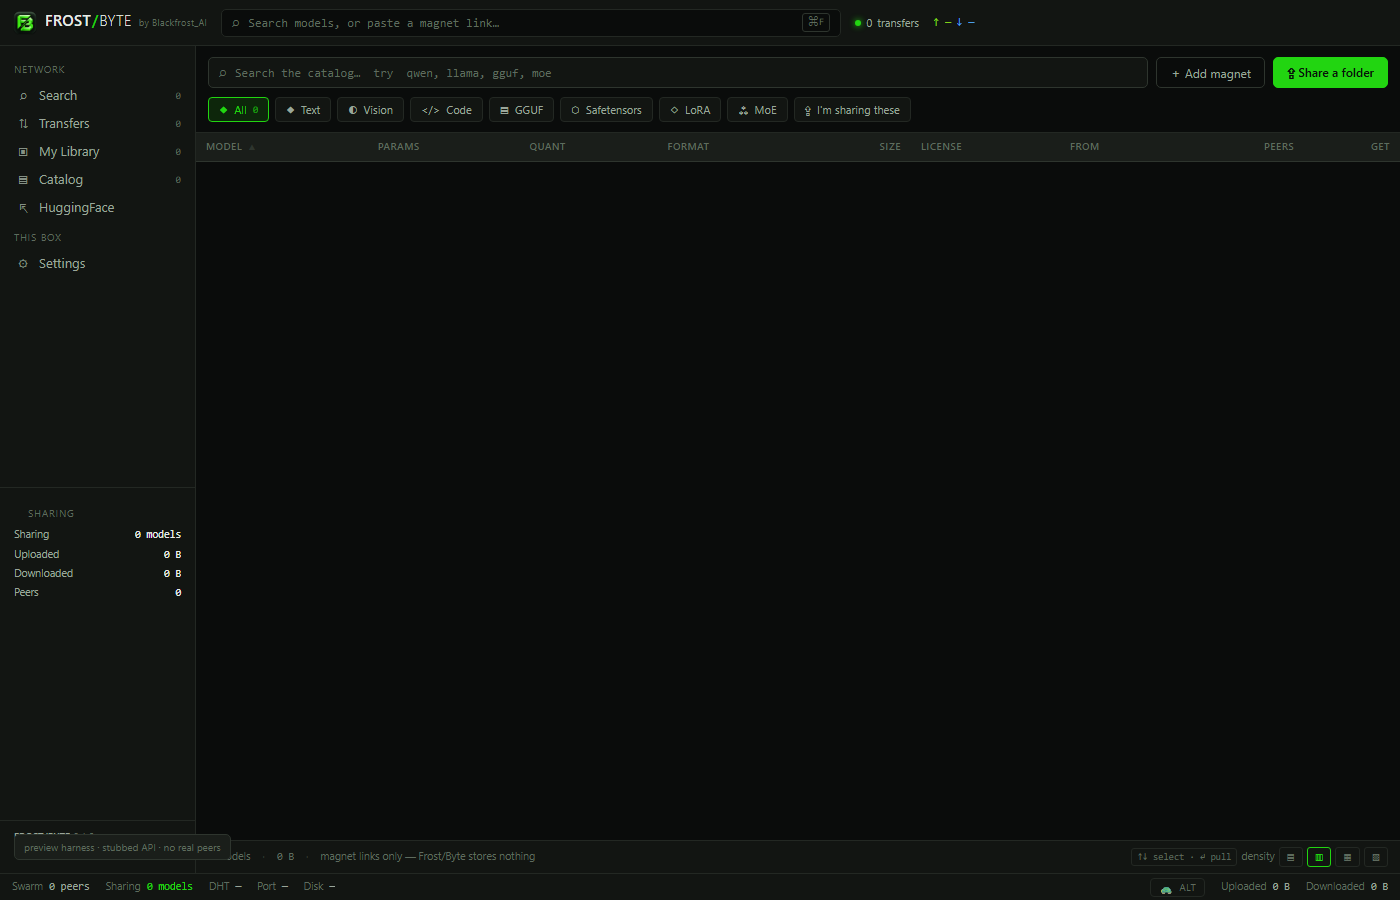 FROST/BYTE by Blackfrost_AI
Search models, or paste a magnet link…
⌘F
0 transfers ↑ — ↓ —
NETWORK
Search 0
Transfers 0
My Library 0
Catalog 0
HuggingFace
THIS BOX
Settings
Search the catalog… try qwen, llama, gguf, moe
+ Add magnet
Share a folder
All 0
Text
Vision
</> Code
GGUF
Safetensors
LoRA
MoE
I'm sharing these
MODEL ▲ PARAMS QUANT FORMAT SIZE LICENSE FROM PEERS GET
SHARING
Sharing 0 models
Uploaded 0 B
Downloaded 0 B
Peers 0
preview harness · stubbed API · no real peers
· 0 B · magnet links only — Frost/Byte stores nothing
↑↓ select · ↲ pull density
Swarm 0 peers Sharing 0 models DHT — Port — Disk —
ALT Uploaded 0 B Downloaded 0 B